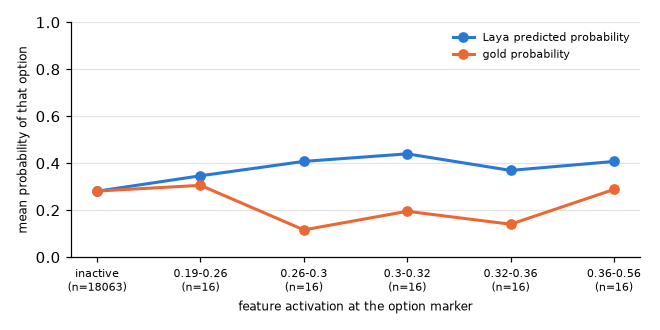 1.0
0.8
0.6
0.4
0.2
0.0
mean probability of that option
Laya predicted probability
gold probability
inactive
(n=18063)
0.19-0.26
(n=16)
0.26-0.3
(n=16)
0.3-0.32
(n=16)
0.32-0.36
(n=16)
0.36-0.56
(n=16)
feature activation at the option marker